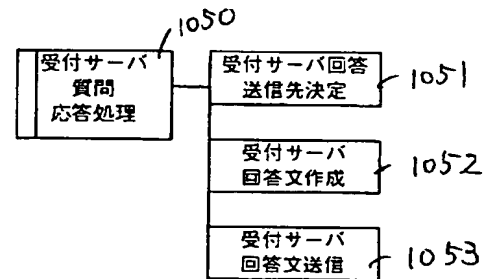 1050
受付サーバ
質問
応答処理
受付サーバ回答
送信先決定
1051
受付サーバ
回答文作成
1052
受付サーバ
回答文送信
1053